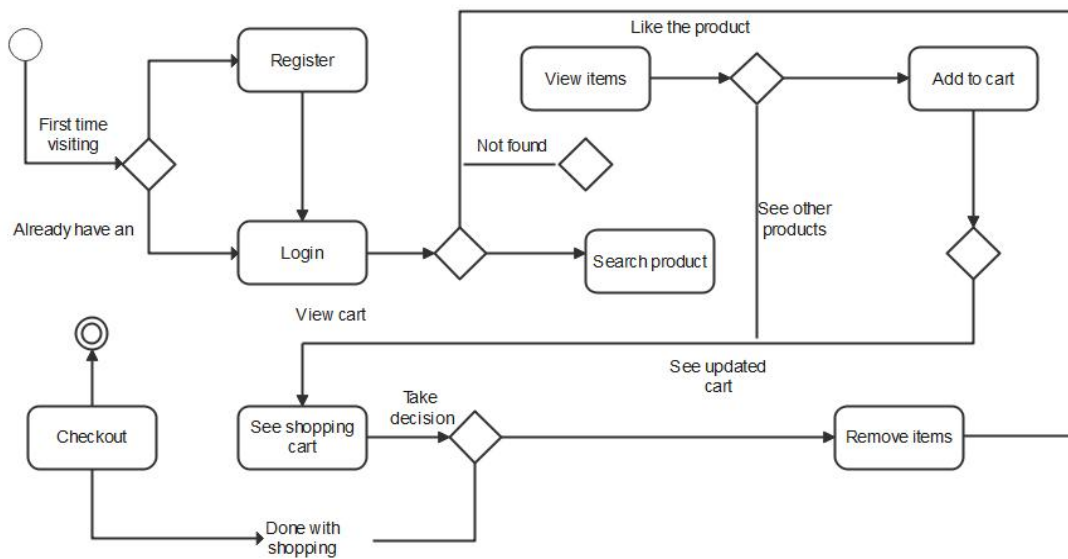 Like the product
Register
View items
Add to cart
First time
visiting
Not found
Already have an
See other
products
Login
Search product
View cart
See updated
cart
Take
decision
Checkout
See shopping
cart
Remove items
Done with
shopping